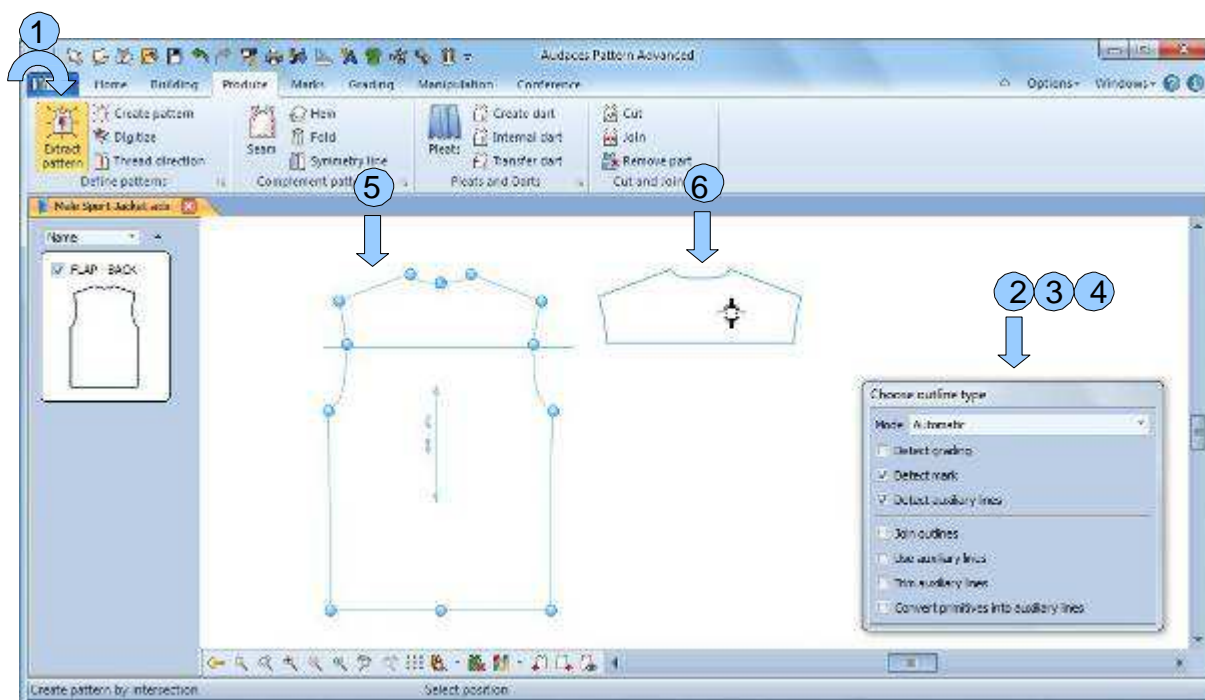 1
Audaces Pattern Advanced
Home Building Produce Marks Grading Manipulation Conference Options Windows
Extract pattern
Create pattern
Digitize
Thread direction
Define patterns
Seam
Hem
Fold
Symmetry line
Complement
Pleats
Create dart
Internal dart
Transfer dart
Pleats and Darts
Cut
Join
Remove part
Cut and Join
5
6
Male Sport Jacket
Name
FLAP BACK
2 3 4
Choose outline type
Mode Automatic
Detect grading
Detect mark
Detect auxiliary lines
Join outlines
Use auxiliary lines
Trim auxiliary lines
Convert primitives into auxiliary lines
Create pattern by intersection
Select position